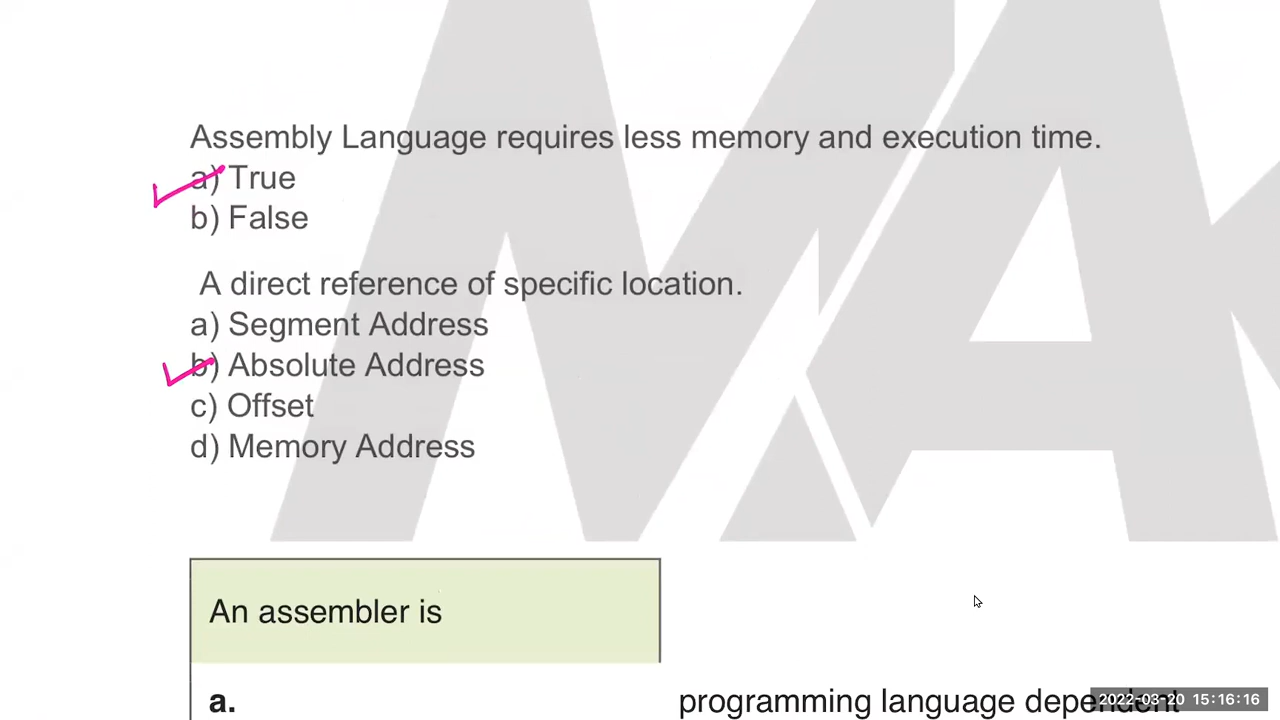 Assembly Language requires less memory and execution time.
a) True
b) False
A direct reference of specific location.
a) Segment Address
b) Absolute Address
c) Offset
d) Memory Address
An assembler is
a. programming language dependent
2022-03-20 15:16:16